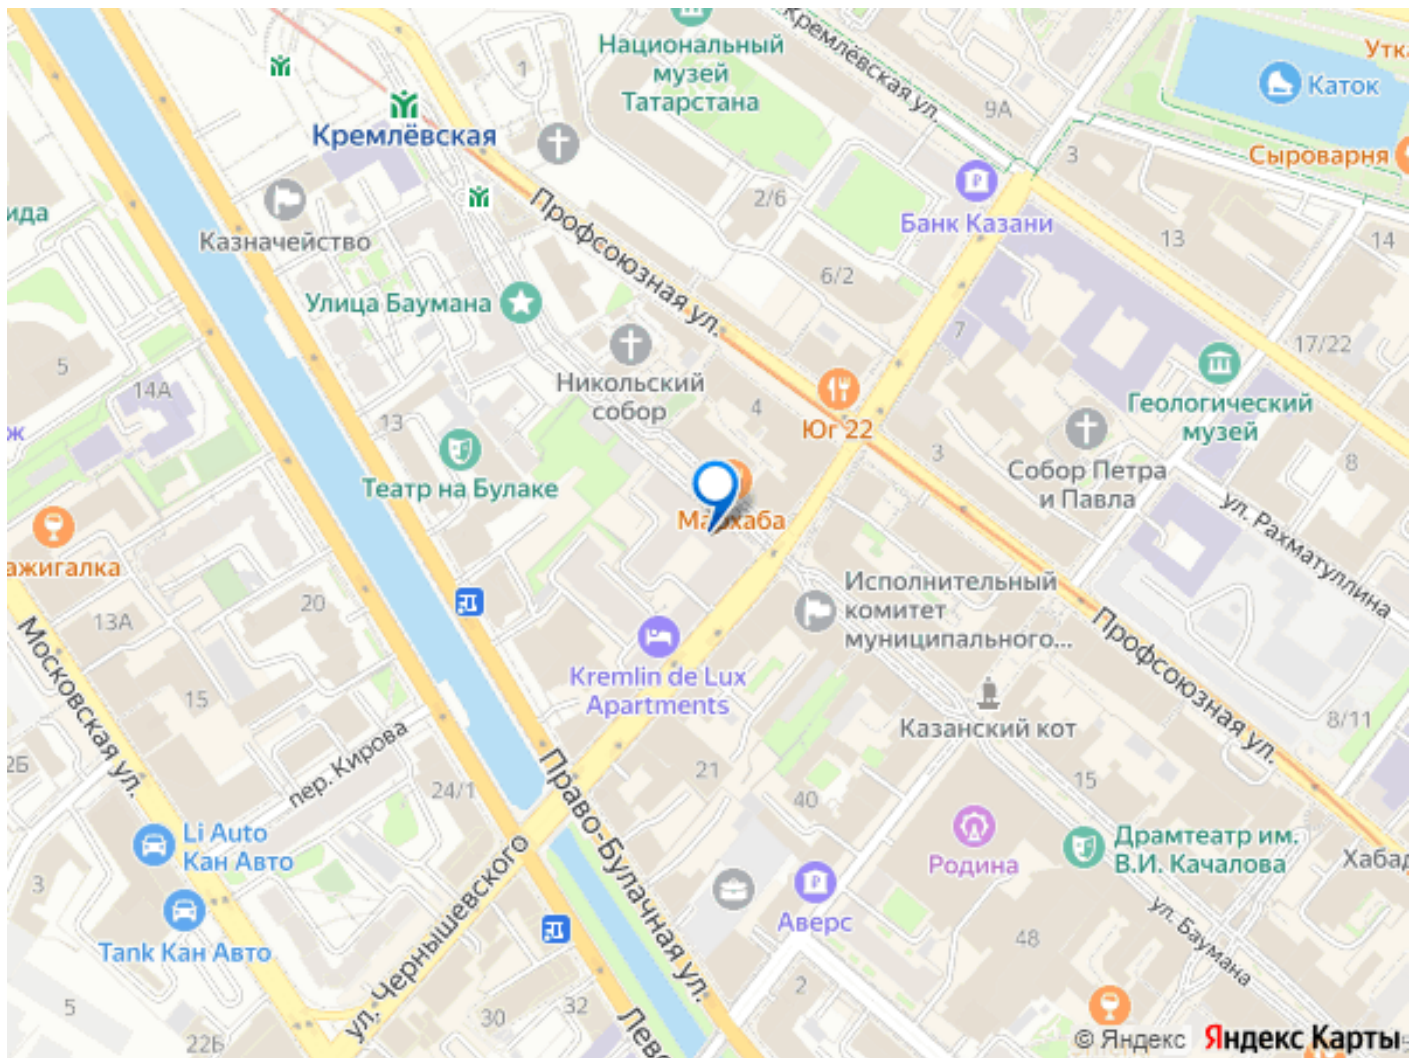 Национальный
музей
Татарстана
Кремлёвская ул.
9А
Каток
Сыроварня
3
1
Кремлёвская
Казначейство
2/6
Банк Казани
13
14
Профсоюзная ул.
6/2
7
17/22
Улица Баумана
5
14А
Никольский
собор
4
Юг 22
Геологический
музей
13
3
8
Театр на Булаке
Собор Петра
и Павла
ул. Рахматуллина
20
13А
Исполнительный
комитет
муниципального...
Московская ул.
15
Kremlin de Lux
Apartments
Профсоюзная ул.
8/11
Казанский кот
пер. Кирова
24/1
21
40
15
Право-Булачная ул.
Li Auto
Кан Авто
Родина
Драмтеатр им.
В.И. Качалова
3
ул. Чернышевского
Аверс
Tank Кан Авто
48
ул. Баумана
2
5
22Б
30
32
© Яндекс Яндекс Карты